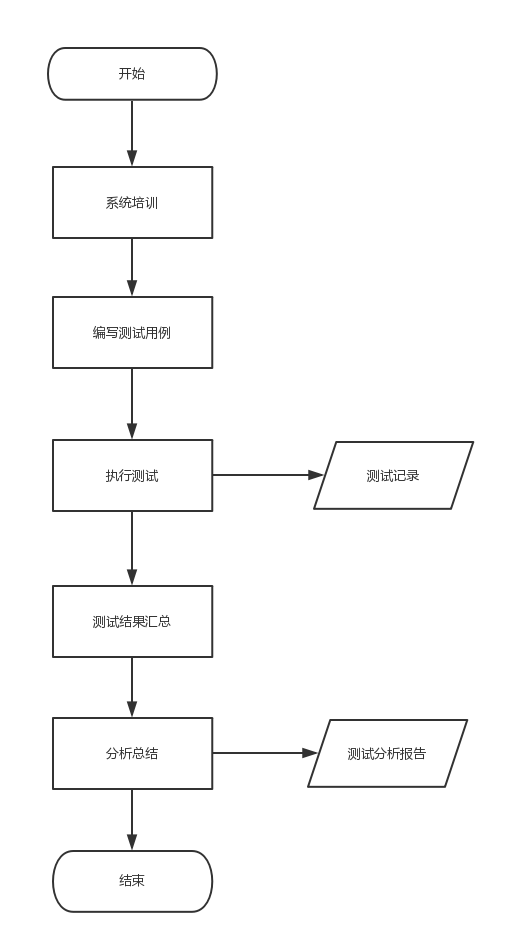 开始
系统培训
编写测试用例
执行测试
测试记录
测试结果汇总
分析总结
测试分析报告
结束